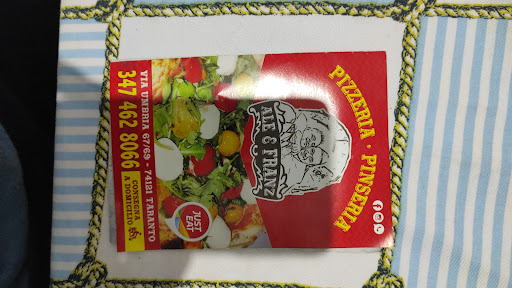 PIZZERIA · PINSERIA
ALE & FRANZ
JUST
EAT
VIA UMBRIA 67/69 · 74121 TARANTO
347 462 8066
CONSEGNA
A DOMICILIO